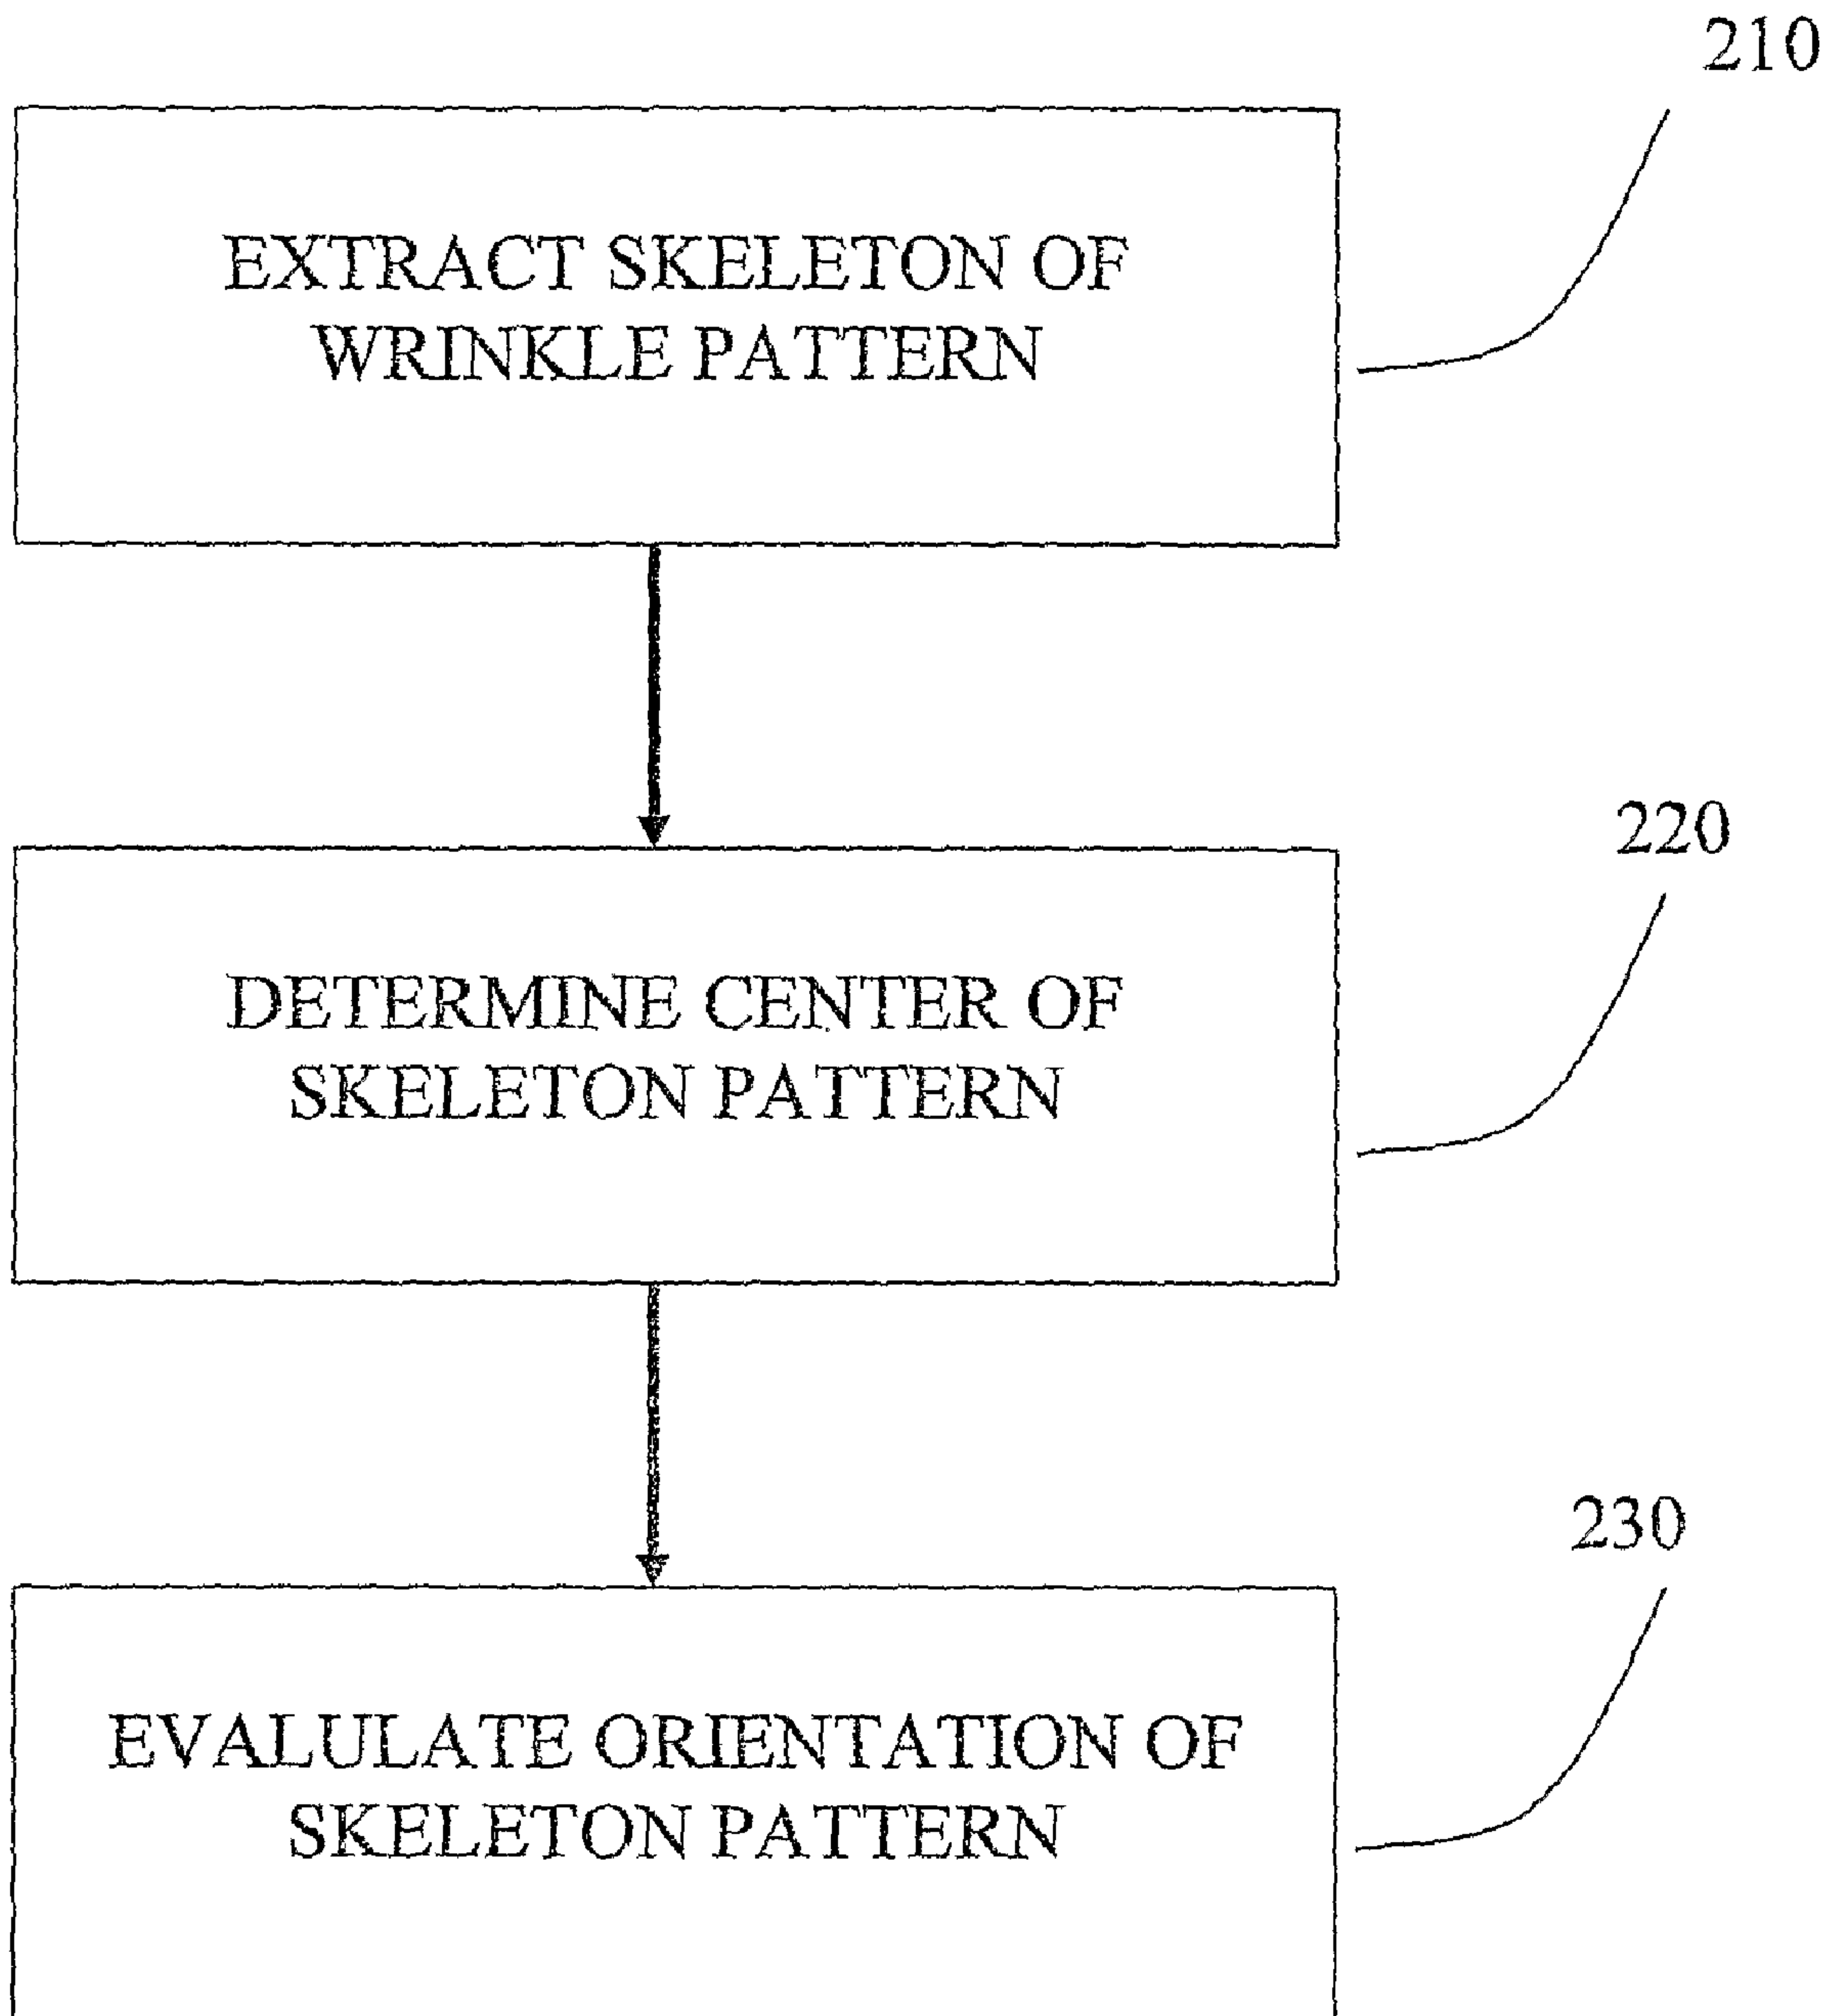 210
EXTRACT SKELETON OF
WRINKLE PATTERN
220
DETERMINE CENTER OF
SKELETON PATTERN
230
EVALULATE ORIENTATION OF
SKELETON PATTERN